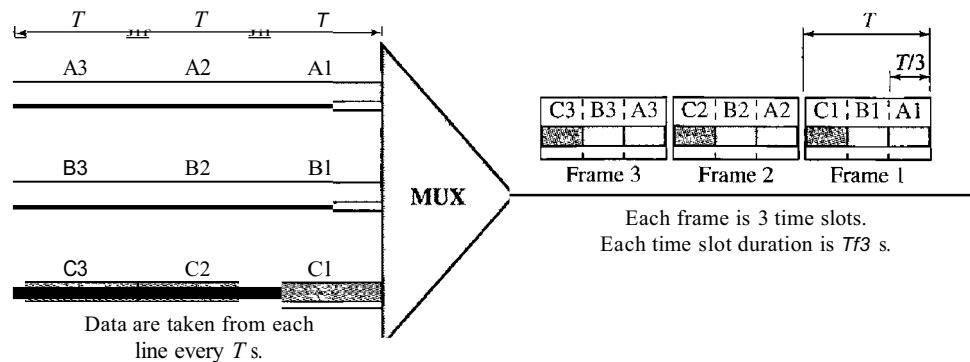 T T T
A3 A2 A1
B3 B2 B1
C3 C2 C1
Data are taken from each
line every T s.
MUX
T
T/3
C3 B3 A3 C2 B2 A2 C1 B1 A1
Frame 3 Frame 2 Frame 1
Each frame is 3 time slots.
Each time slot duration is Tf3 s.